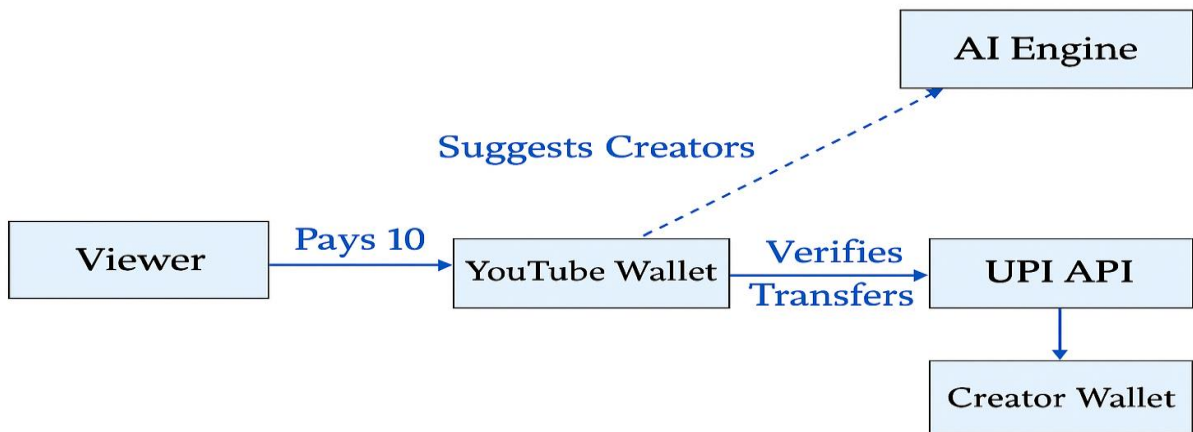 AI Engine
Suggests Creators
Viewer
Pays 10
YouTube Wallet
Verifies
Transfers
UPI API
Creator Wallet